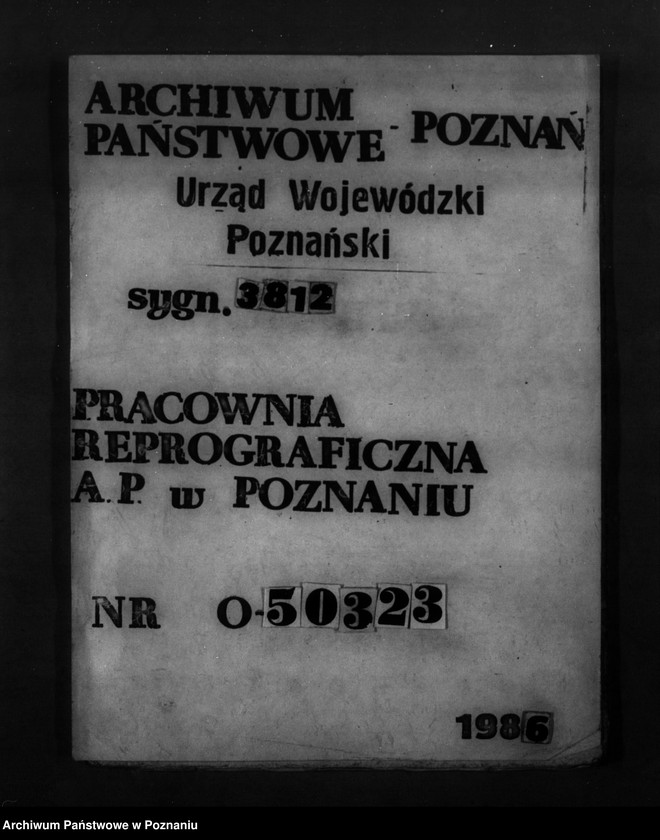 ARCHIWUM
PAŃSTWOWE - POZNAŃ
Urząd Wojewódzki
Poznański
sygn. 3812
PRACOWNIA
REPROGRAFICZNA
A.P. w POZNANIU
NR O-50323
1986
Archiwum Państwowe w Poznaniu